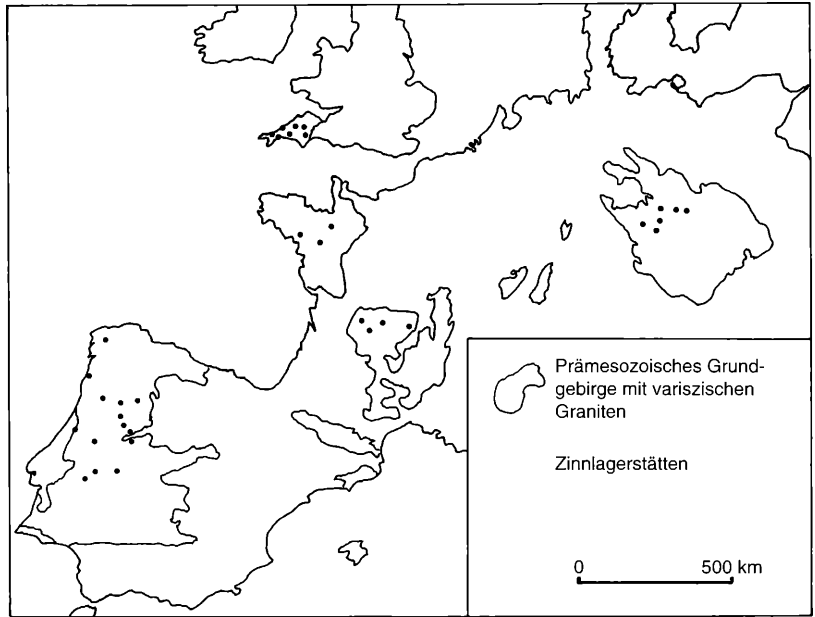 Prämesozoisches Grund-
gebirge mit variszischen
Graniten
Zinnlagerstätten
0 500 km